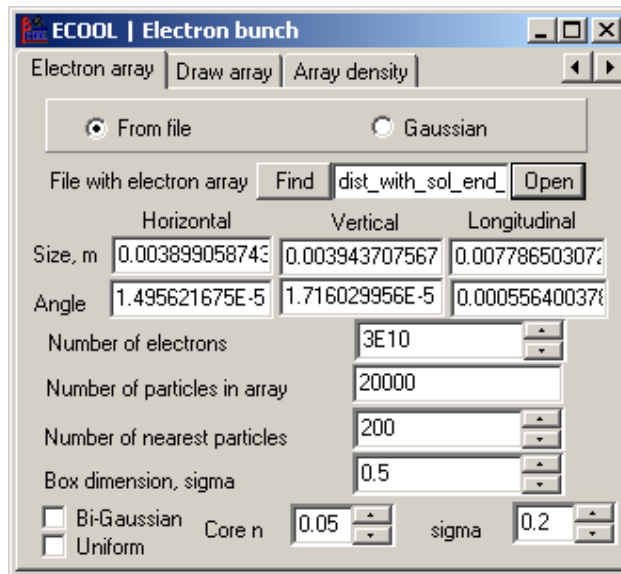 ECOOL | Electron bunch
Electron array Draw array Array density
From file Gaussian
File with electron array Find dist_with_sol_end_ Open
Horizontal Vertical Longitudinal
Size, m 0.003899058743 0.003943707567 0.007786503072
Angle 1.495621675E-5 1.716029956E-5 0.000556400378
Number of electrons 3E10
Number of particles in array 20000
Number of nearest particles 200
Box dimension, sigma 0.5
Bi-Gaussian Core n 0.05 sigma 0.2
Uniform